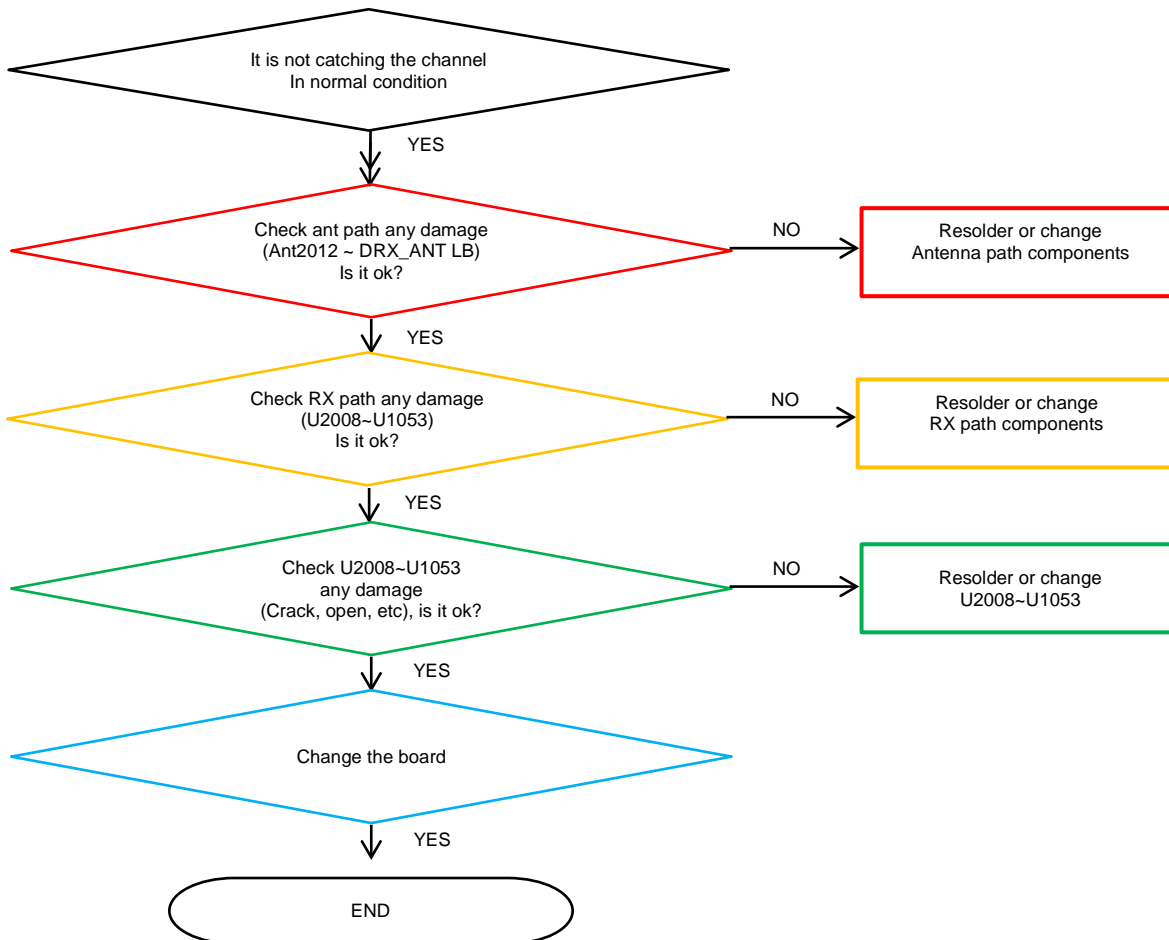 It is not catching the channel
In normal condition
YES
Check ant path any damage
(Ant2012 ~ DRX_ANT LB)
Is it ok?
NO
Resolder or change
Antenna path components
YES
Check RX path any damage
(U2008~U1053)
Is it ok?
NO
Resolder or change
RX path components
YES
Check U2008~U1053
any damage
(Crack, open, etc), is it ok?
NO
Resolder or change
U2008~U1053
YES
Change the board
YES
END